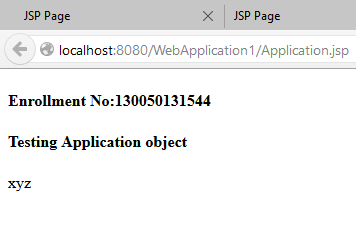 JSP Page
JSP Page
localhost:8080/WebApplication1/Application.jsp
Enrollment No:130050131544
Testing Application object
xyz